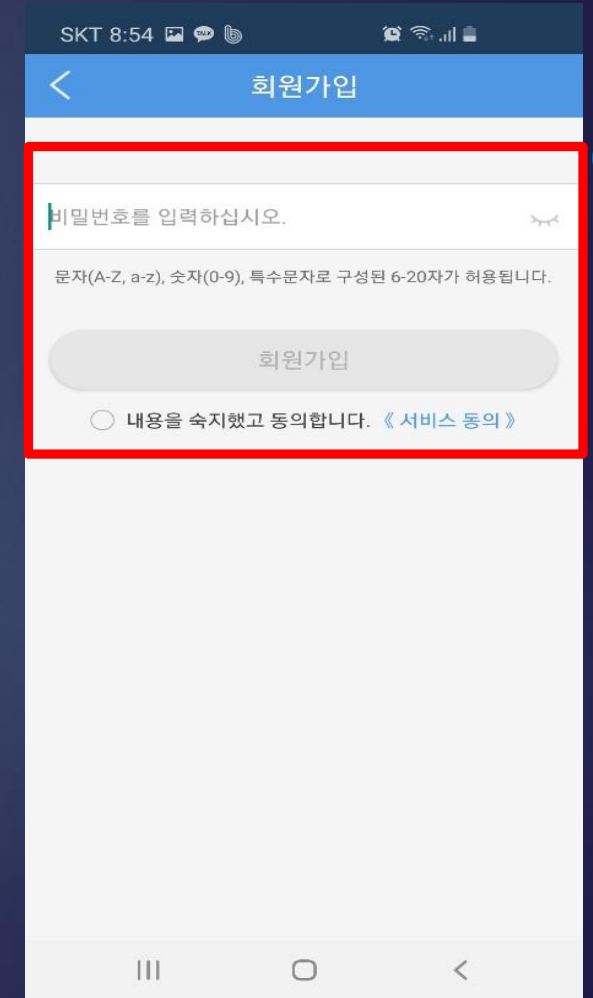 SKT 8:54
회원가입
비밀번호를 입력하십시오.
문자(A-Z, a-z), 숫자(0-9), 특수문자로 구성된 6-20자가 허용됩니다.
회원가입
내용을 숙지했고 동의합니다. 《 서비스 동의 》